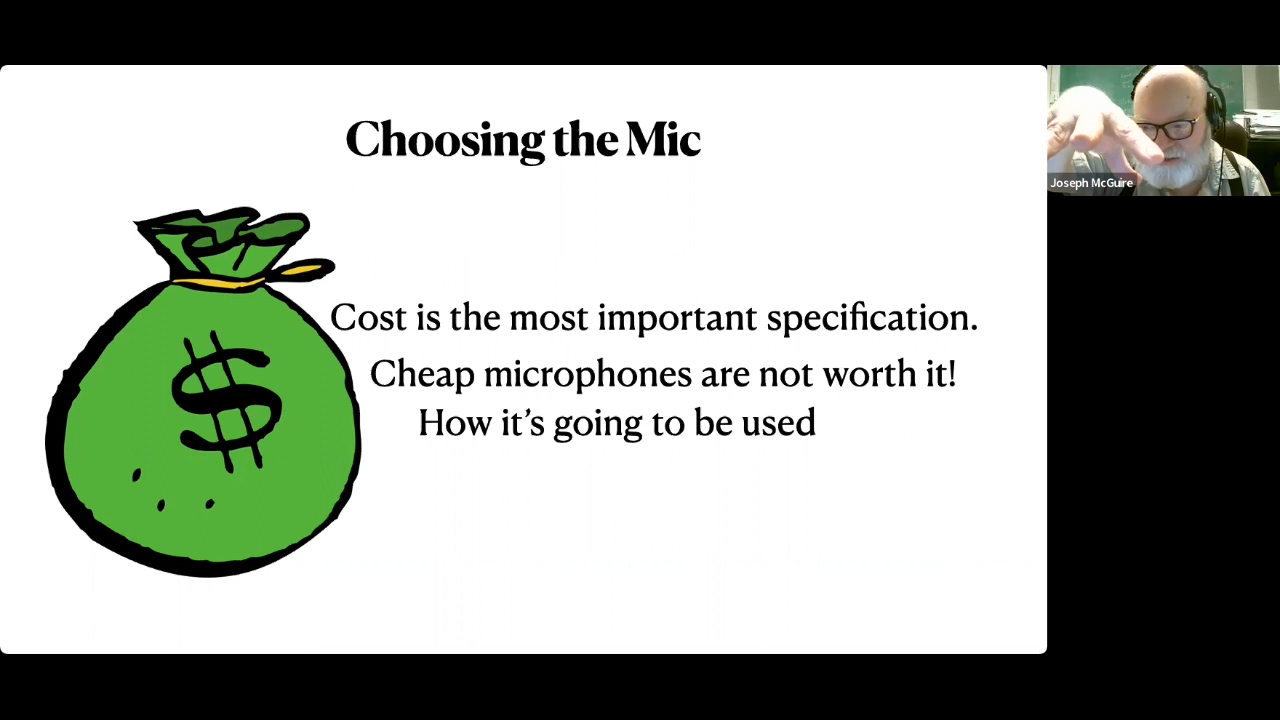 Choosing the Mic
Joseph McGuire
$
Cost is the most important specification.
Cheap microphones are not worth it!
How it’s going to be used